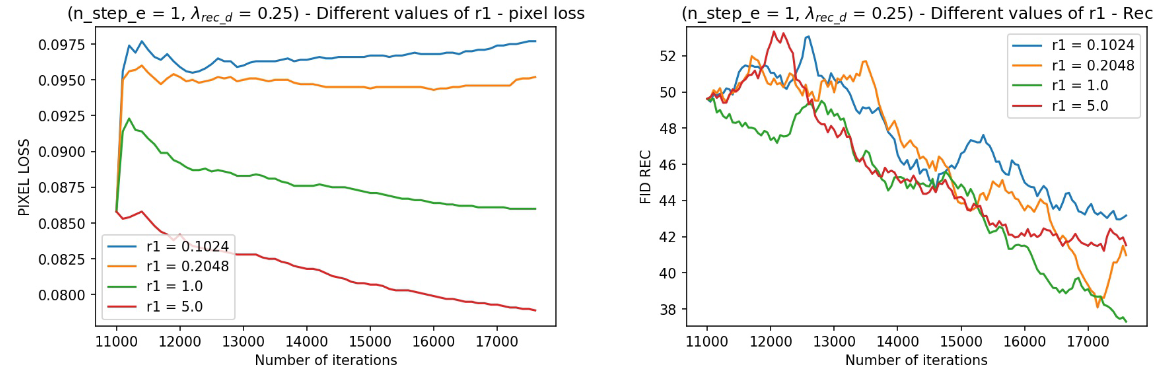 (n_step_e = 1, λrec_d = 0.25) - Different values of r1 - pixel loss
PIXEL LOSS
0.0975
0.0950
0.0925
0.0900
0.0875
0.0850
0.0825
0.0800
r1 = 0.1024
r1 = 0.2048
r1 = 1.0
r1 = 5.0
11000 12000 13000 14000 15000 16000 17000
Number of iterations
(n_step_e = 1, λrec_d = 0.25) - Different values of r1 - Rec
FID REC
52
50
48
46
44
42
40
38
r1 = 0.1024
r1 = 0.2048
r1 = 1.0
r1 = 5.0
11000 12000 13000 14000 15000 16000 17000
Number of iterations